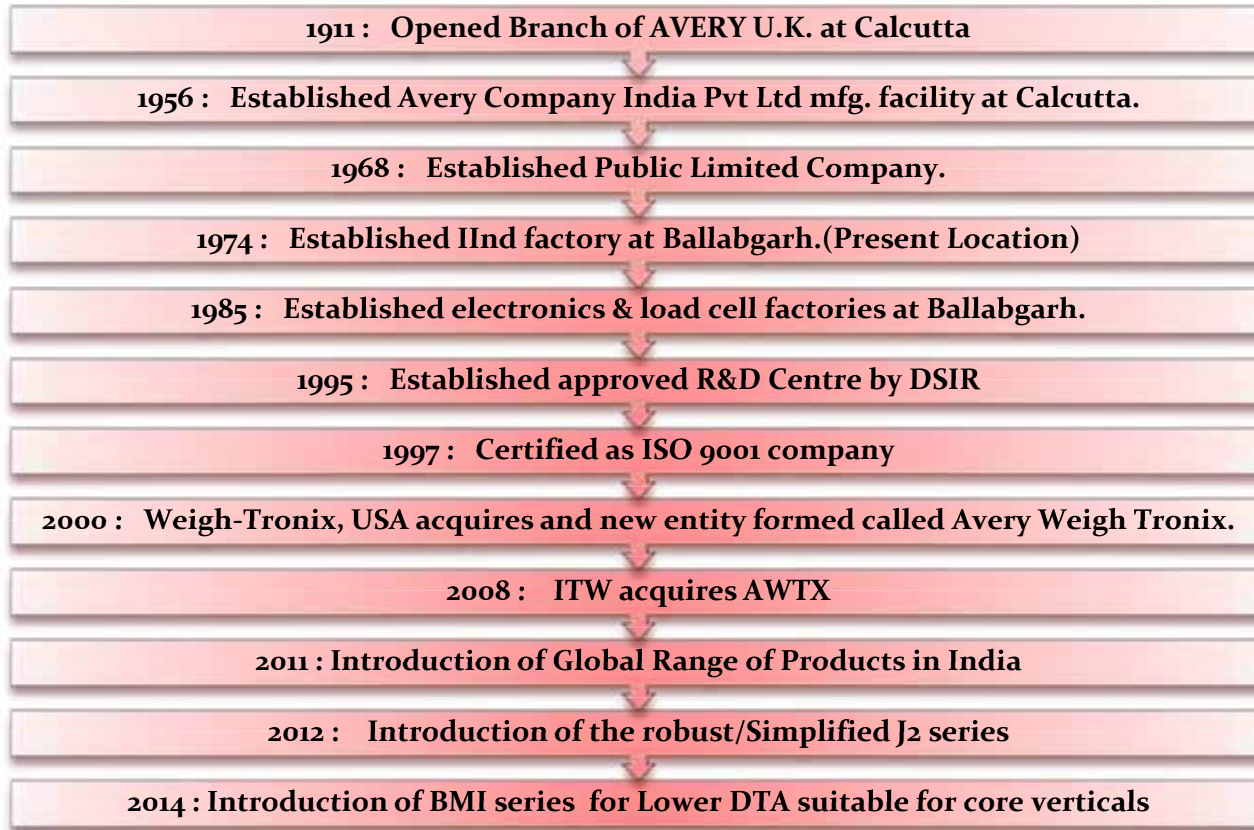 1911 : Opened Branch of AVERY U.K. at Calcutta
1956 : Established Avery Company India Pvt Ltd mfg. facility at Calcutta.
1968 : Established Public Limited Company.
1974 : Established IInd factory at Ballabgarh.(Present Location)
1985 : Established electronics & load cell factories at Ballabgarh.
1995 : Established approved R&D Centre by DSIR
1997 : Certified as ISO 9001 company
2000 : Weigh-Tronix, USA acquires and new entity formed called Avery Weigh Tronix.
2008 : ITW acquires AWTX
2011 : Introduction of Global Range of Products in India
2012 : Introduction of the robust/Simplified J2 series
2014 : Introduction of BMI series for Lower DTA suitable for core verticals